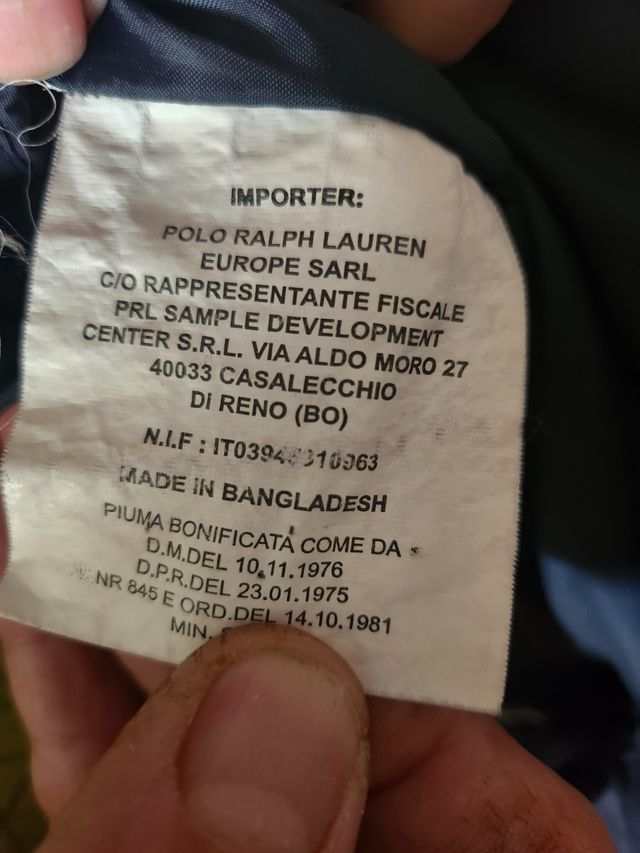 IMPORTER:
POLO RALPH LAUREN
EUROPE SARL
C/O RAPPRESENTANTE FISCALE
PRL SAMPLE DEVELOPMENT
CENTER S.R.L. VIA ALDO MORO 27
40033 CASALECCHIO
DI RENO (BO)
N.I.F :
MADE IN BANGLADESH
PIUMA BONIFICATA COME DA
D.M.DEL 10.11.1976
D.P.R.DEL 23.01.1975
NR 845 E ORD.DEL 14.10.1981
MIN.